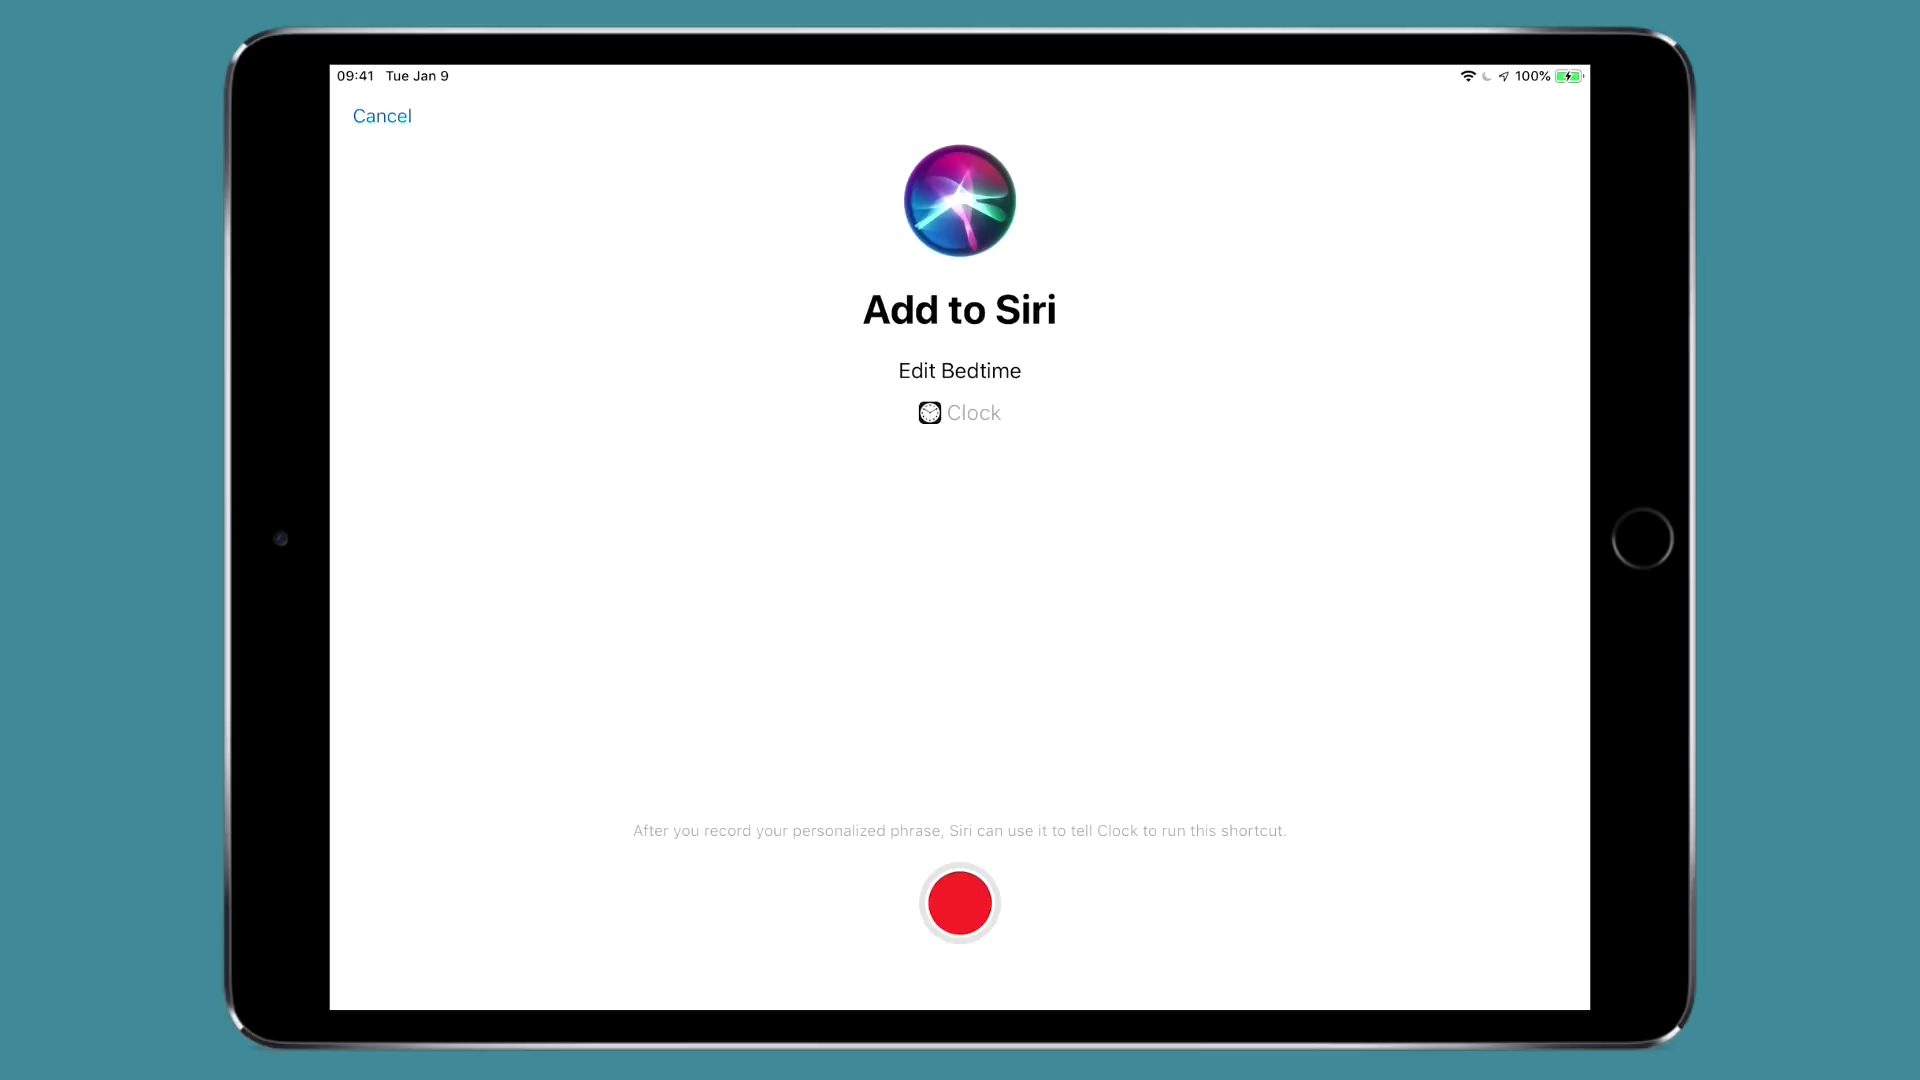 09:41 Tue Jan 9
100%
Cancel
Add to Siri
Edit Bedtime
Clock
After you record your personalized phrase, Siri can use it to tell Clock to run this shortcut.